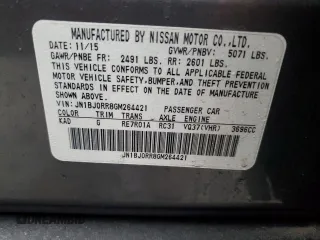 MANUFACTURED BY NISSAN MOTOR CO.,LTD.
DATE: 11/15 GVWR/PNBV: 5071 LBS.
GAWR/PNBE FR: 2491 LBS. RR: 2601 LBS.
THIS VEHICLE CONFORMS TO ALL APPLICABLE FEDERAL
MOTOR VEHICLE SAFETY, BUMPER, AND THEFT PREVENTION
STANDARDS IN EFFECT ON THE DATE OF MANUFACTURE
SHOWN ABOVE.
V.I.N.: JN1BJ0RR8GM264421 PASSENGER CAR
COLOR TRIM TRANS. AXLE ENGINE
KAD G RE7R01A RC31 VQ37(VHR) 3696CC
JN1BJ0RR8GM264421